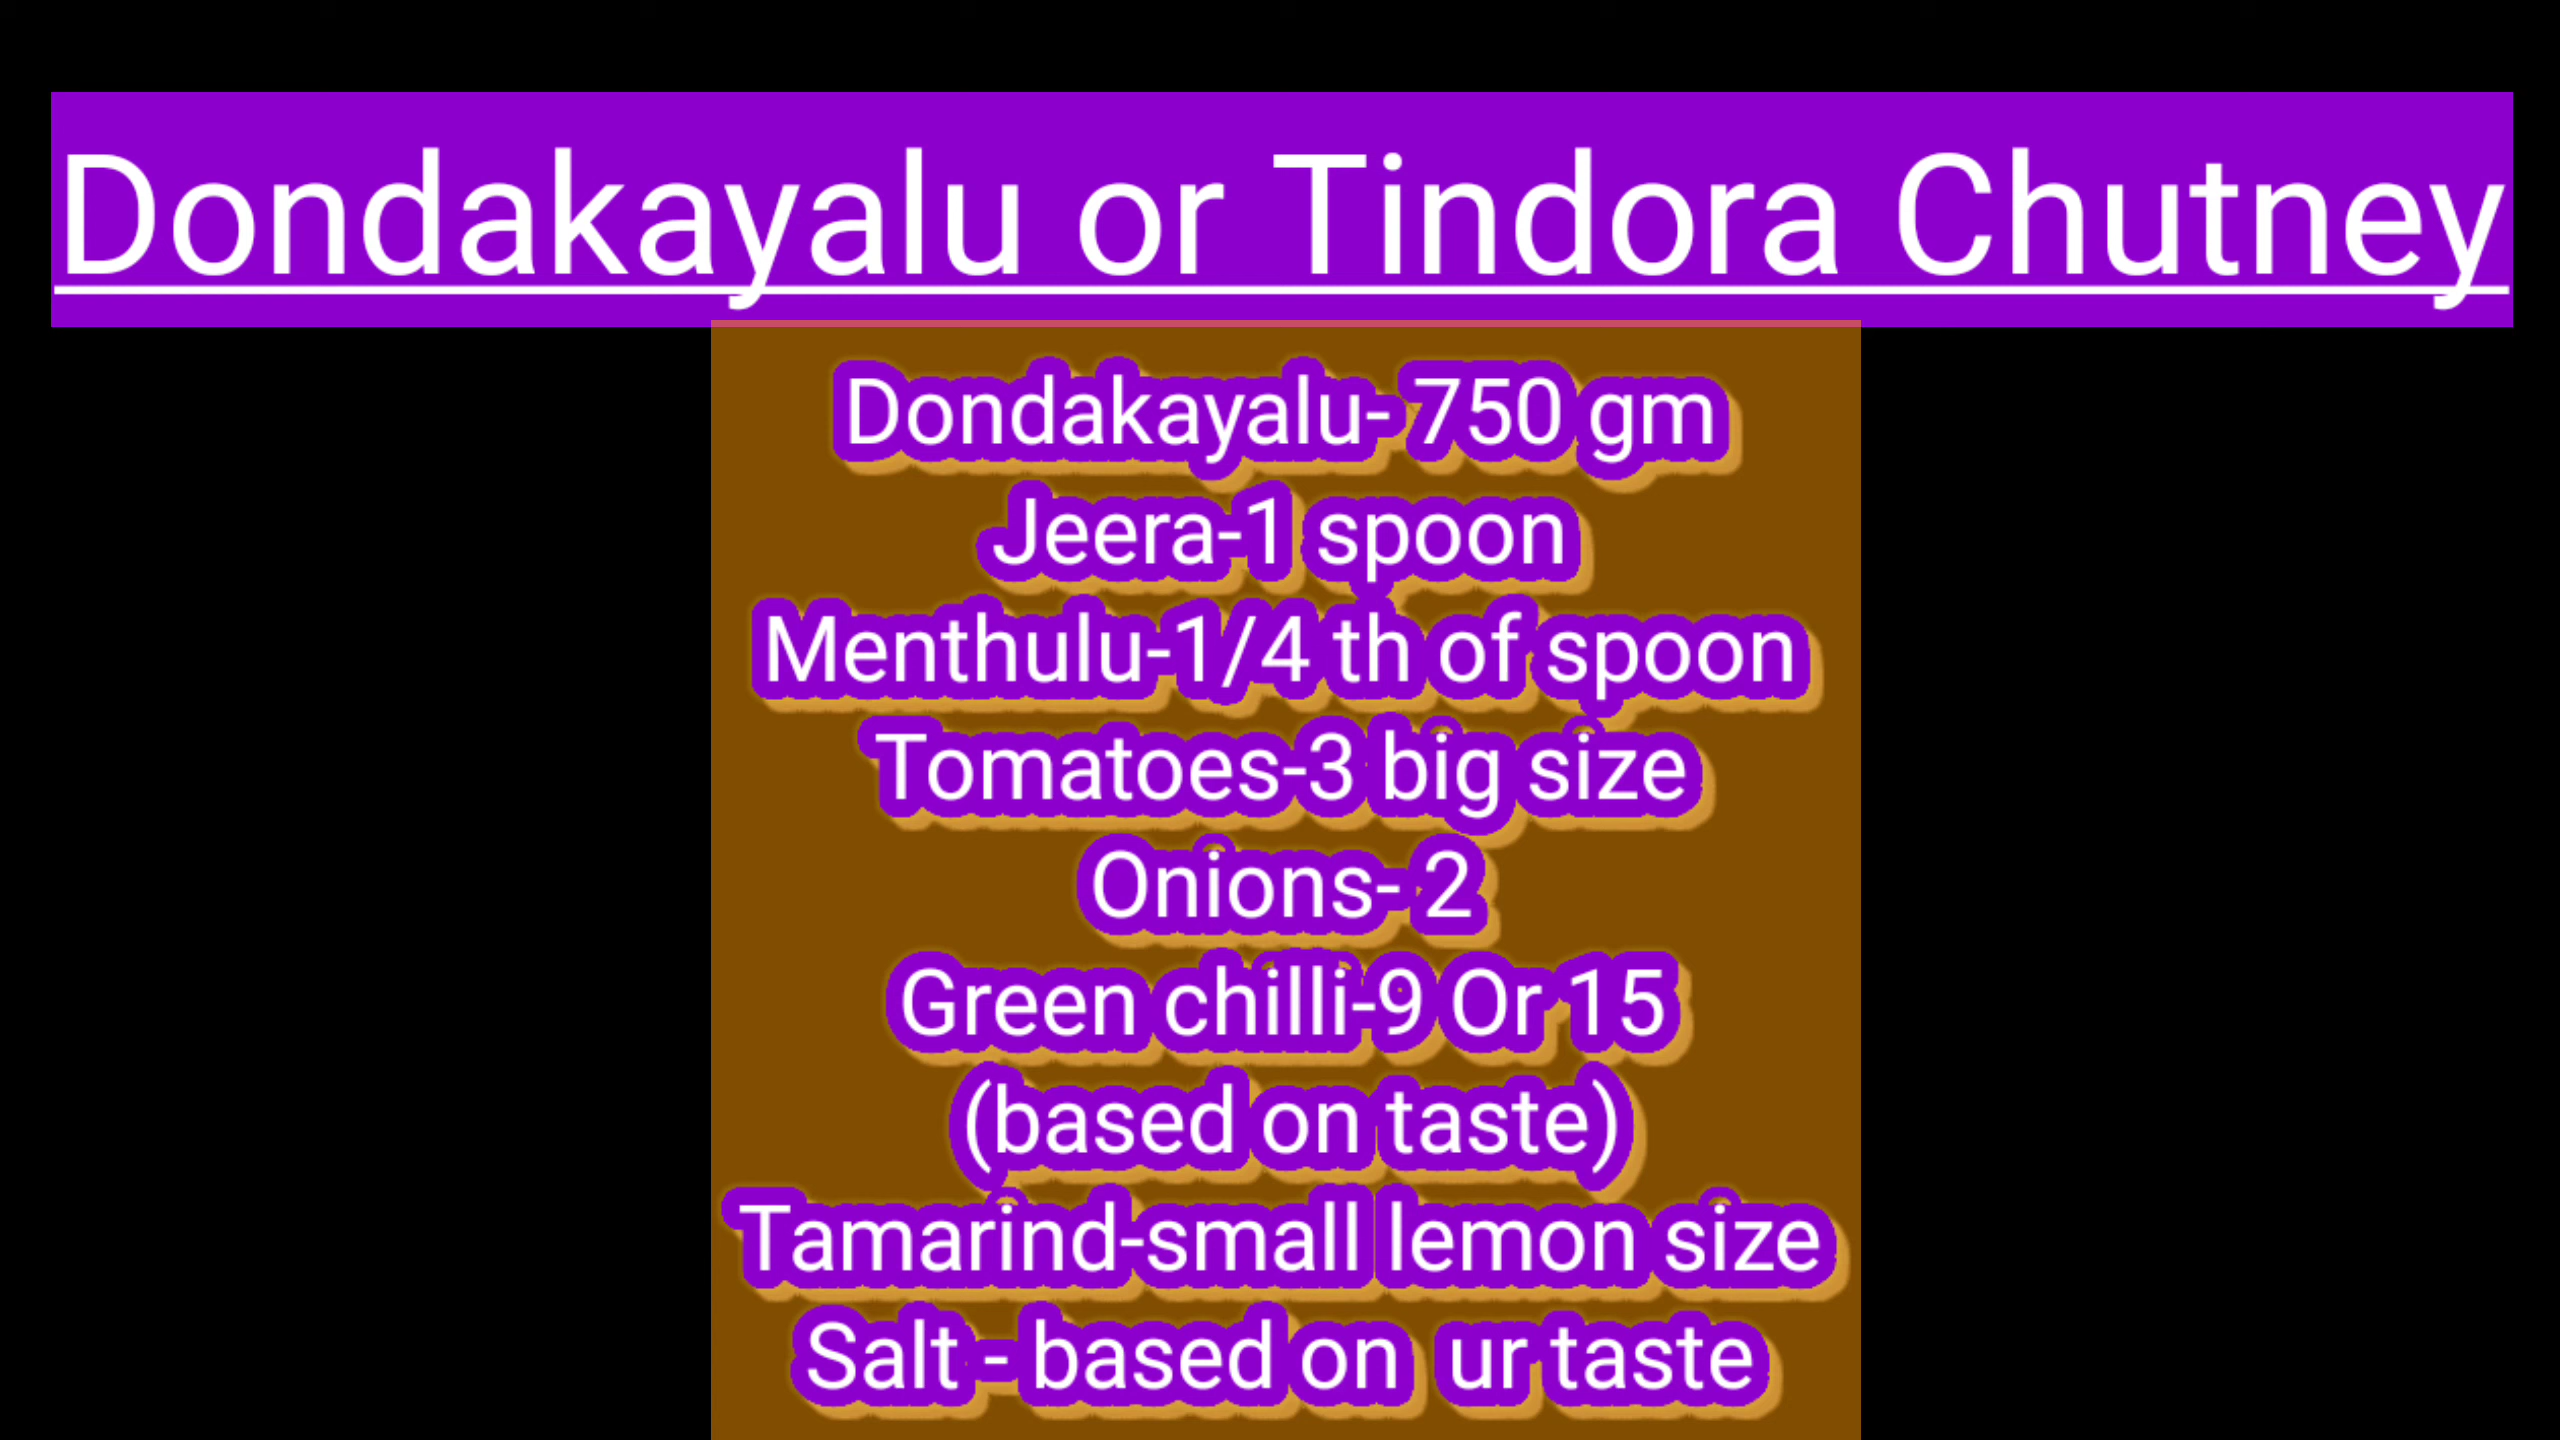 Dondakayalu or Tindora Chutney
Dondakayalu- 750 gm
Jeera-1 spoon
Menthulu-1/4 th of spoon
Tomatoes-3 big size
Onions- 2
Green chilli-9 Or 15
(based on taste)
Tamarind-small lemon size
Salt - based on  ur taste